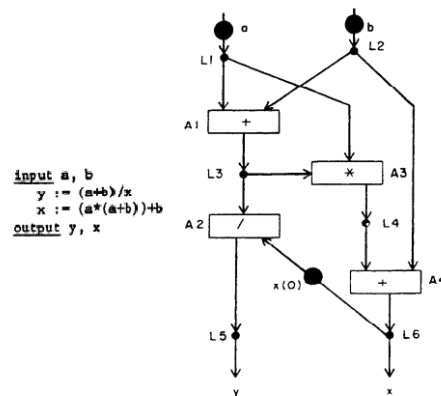 input a, b
y := (a+b)/x
x := (a*(a+b))+b
output y, x
a
b
L1
L2
A1
+
L3
*
A3
A2
/
L4
x(0)
+
A4
L5
L6
y
x